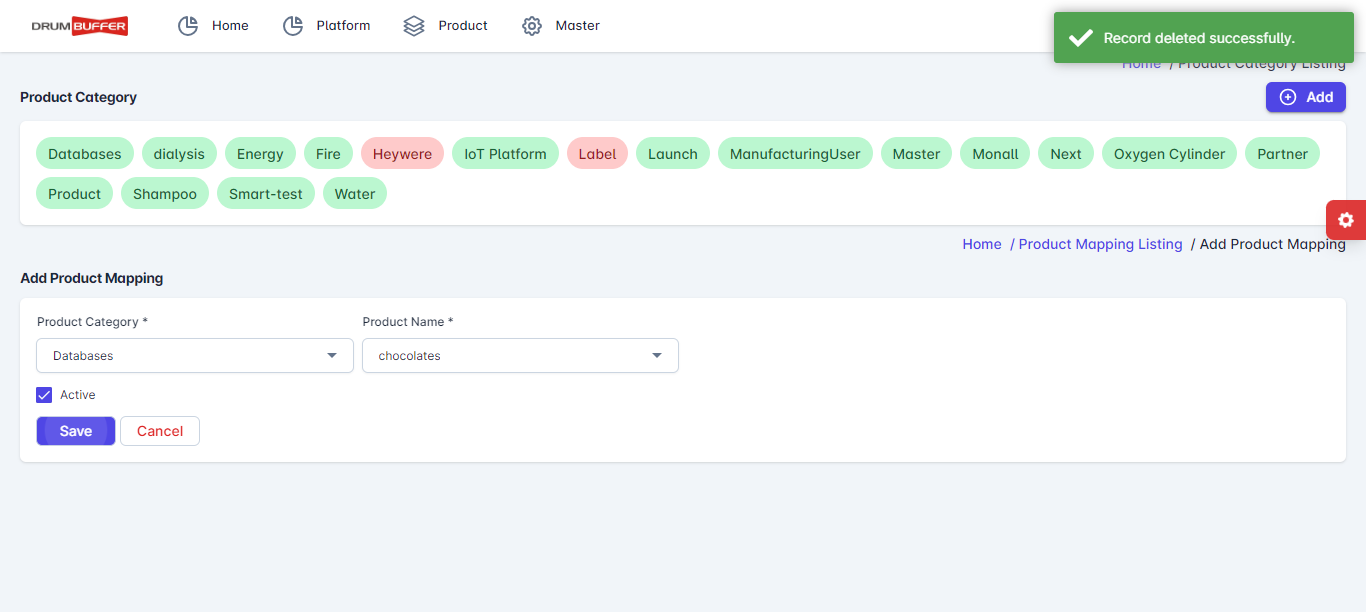 DRUMBUFFER Home Platform Product Master
Record deleted successfully.
Home / Product Category Listing
Product Category
Add
Databases dialysis Energy Fire Heywere IoT Platform Label Launch ManufacturingUser Master Monall Next Oxygen Cylinder Partner
Product Shampoo Smart-test Water
Home / Product Mapping Listing / Add Product Mapping
Add Product Mapping
Product Category * Product Name *
Databases chocolates
Active
Save Cancel